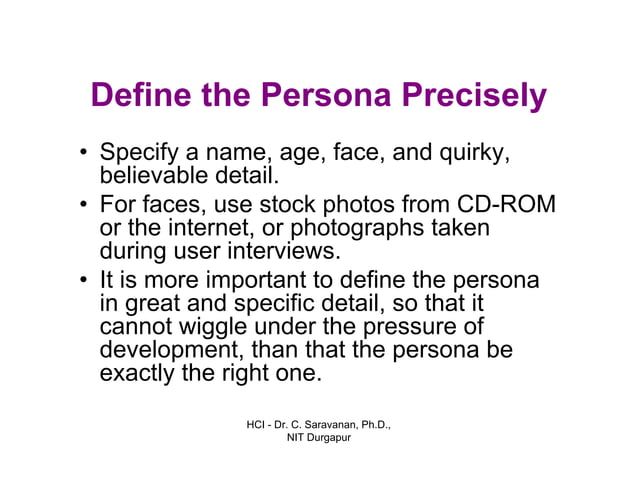 Define the Persona Precisely
• Specify a name, age, face, and quirky,
believable detail.
• For faces, use stock photos from CD-ROM
or the internet, or photographs taken
during user interviews.
• It is more important to define the persona
in great and specific detail, so that it
cannot wiggle under the pressure of
development, than that the persona be
exactly the right one.
HCI - Dr. C. Saravanan, Ph.D.,
NIT Durgapur